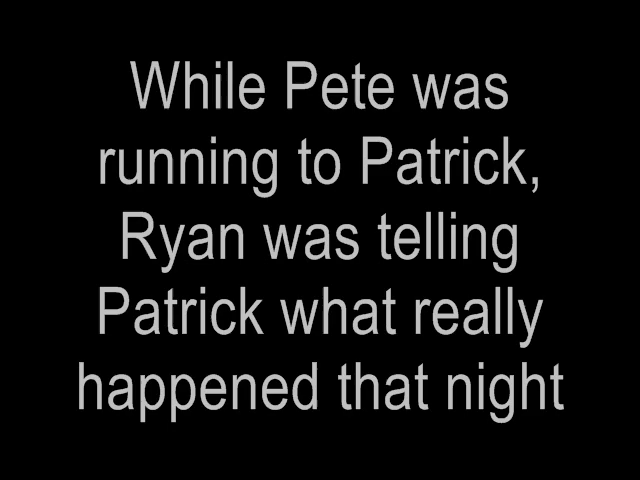 While Pete was
running to Patrick,
Ryan was telling
Patrick what really
happened that night